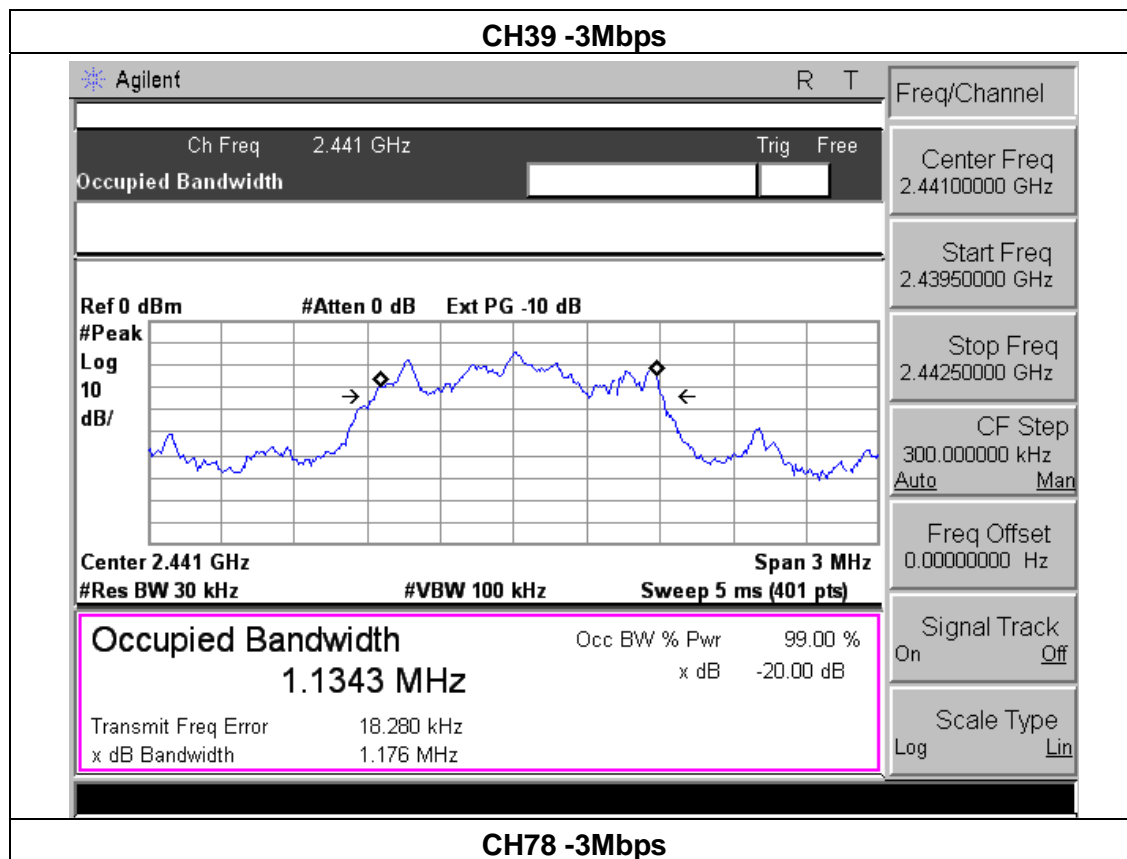 CH39 -3Mbps
Agilent R T
Ch Freq 2.441 GHz Trig Free
Occupied Bandwidth
Ref 0 dBm #Atten 0 dB Ext PG -10 dB
#Peak
Log
10
dB/
Center 2.441 GHz Span 3 MHz
#Res BW 30 kHz #VBW 100 kHz Sweep 5 ms (401 pts)
Occupied Bandwidth
1.1343 MHz
Occ BW % Pwr 99.00 %
x dB -20.00 dB
Transmit Freq Error 18.280 kHz
x dB Bandwidth 1.176 MHz
Freq/Channel
Center Freq
2.44100000 GHz
Start Freq
2.43950000 GHz
Stop Freq
2.44250000 GHz
CF Step
300.000000 kHz
Auto Man
Freq Offset
0.00000000 Hz
Signal Track
On Off
Scale Type
Log Lin
CH78 -3Mbps